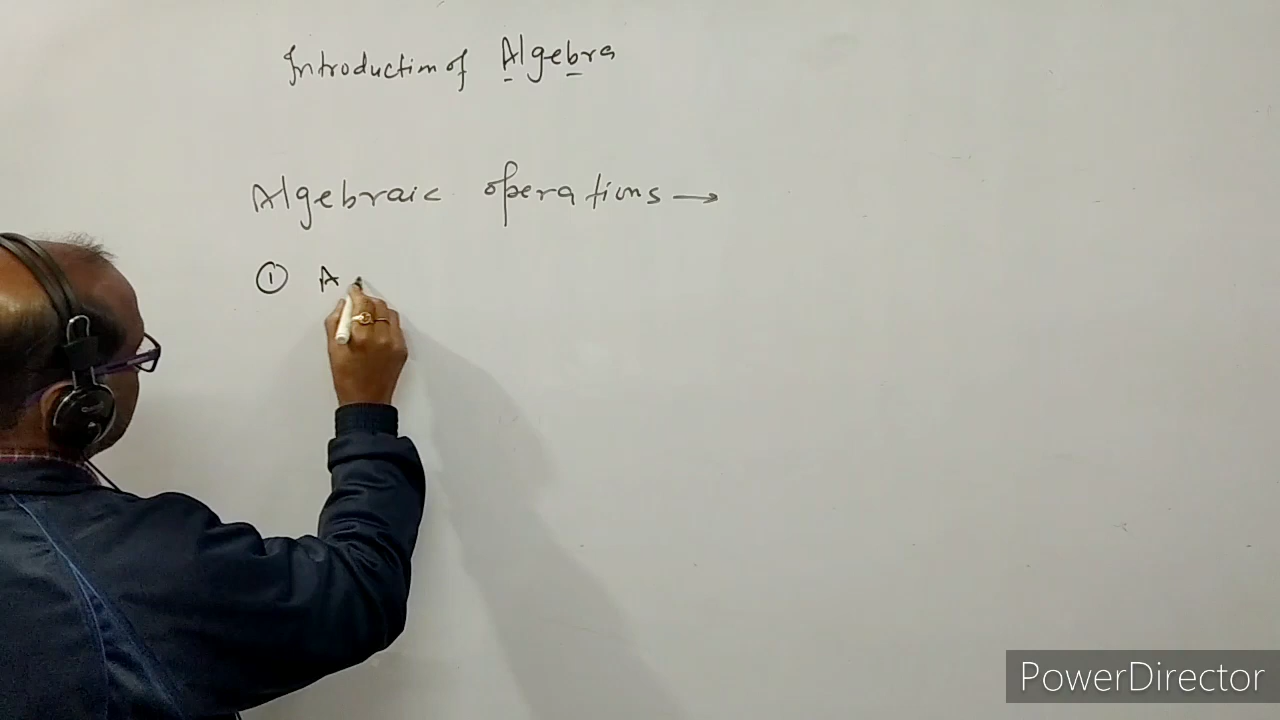 Introduction of Algebra
Algebraic operations →
① A
PowerDirector